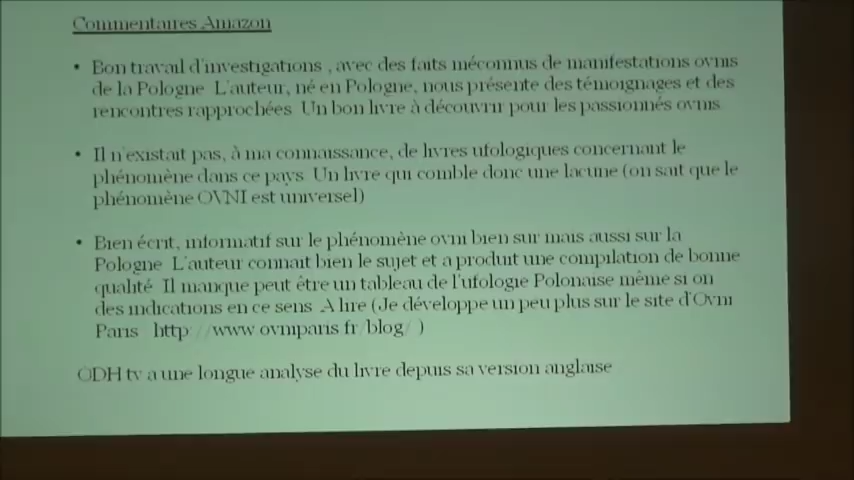 Commentaires Amazon
• Bon travail d'investigations , avec des faits méconnus de manifestations ovnis
de la Pologne. L'auteur, né en Pologne, nous présente des témoignages et des
rencontres rapprochées. Un bon livre à découvrir pour les passionnés ovnis.
• Il n'existait pas, à ma connaissance, de livres ufologiques concernant le
phénomène dans ce pays. Un livre qui comble donc une lacune (on sait que le
phénomène OVNI est universel)
• Bien écrit, informatif sur le phénomène ovni bien sur mais aussi sur la
Pologne. L'auteur connait bien le sujet et a produit une compilation de bonne
qualité. Il manque peut être un tableau de l'ufologie Polonaise même si on
des indications en ce sens. A lire (Je développe un peu plus sur le site d'Ovni
Paris : http://www.ovniparis.fr/blog/ )
ODH tv a une longue analyse du livre depuis sa version anglaise